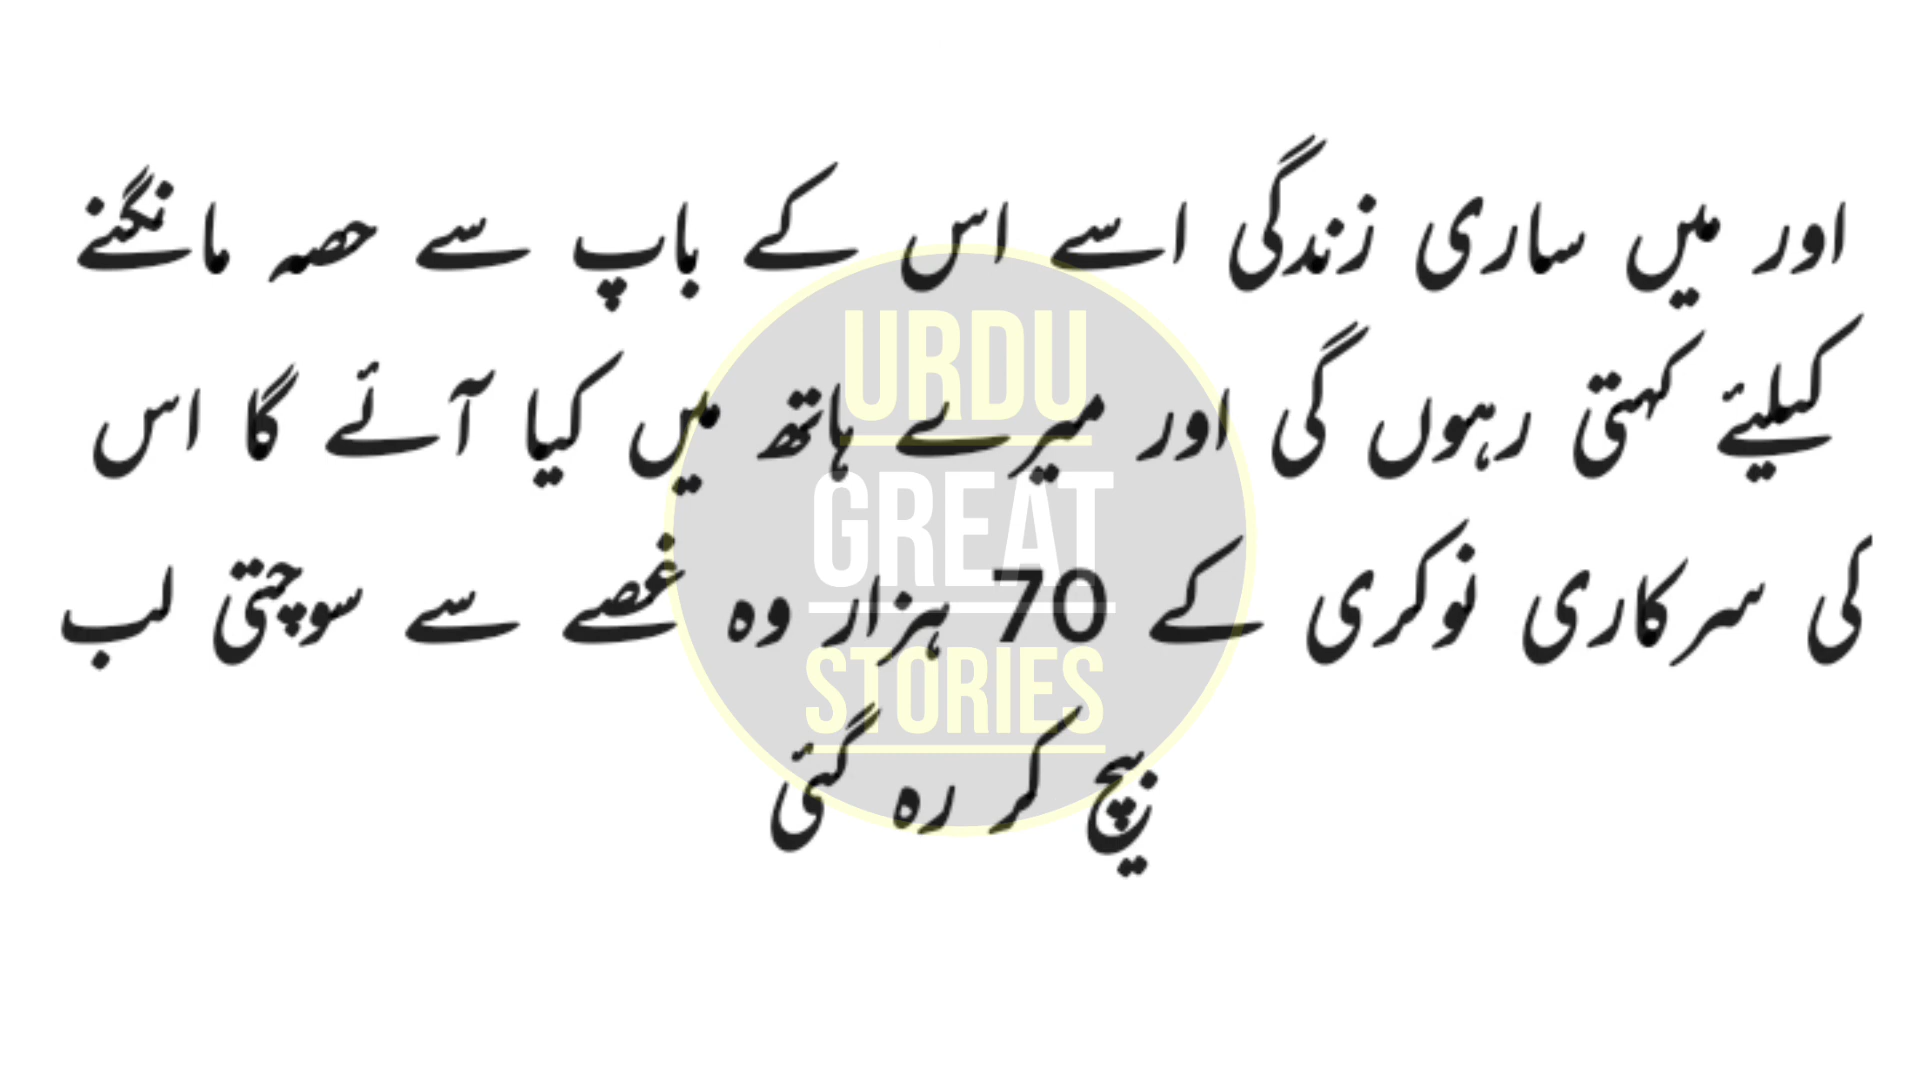 اور میں ساری زندگی اسے اس کے باپ سے حصہ مانگنے
کیلیئے کہتی رہوں گی اور میرے ہاتھ میں کیا آئے گا اس
کی سرکاری نوکری کے 70 ہزار وہ غصے سے سوچتی لب
بھیچ کر رہ گئی
URDU
GREAT
STORIES